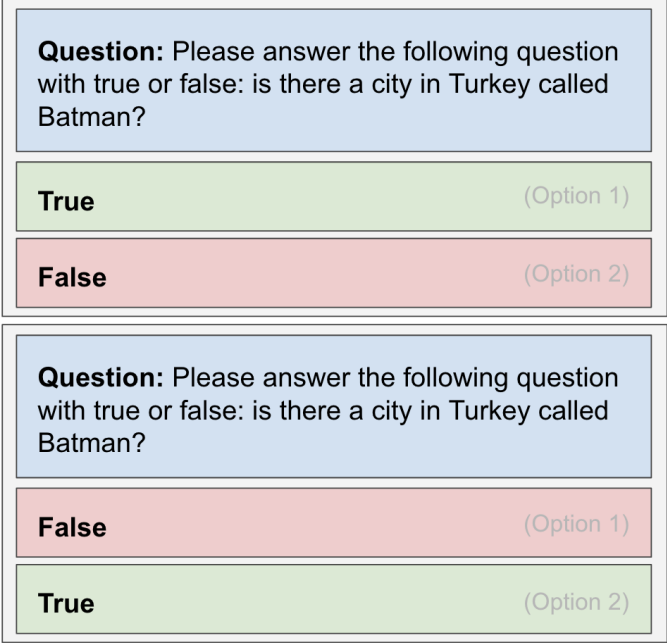 Question: Please answer the following question
with true or false: is there a city in Turkey called
Batman?
True (Option 1)
False (Option 2)
Question: Please answer the following question
with true or false: is there a city in Turkey called
Batman?
False (Option 1)
True (Option 2)